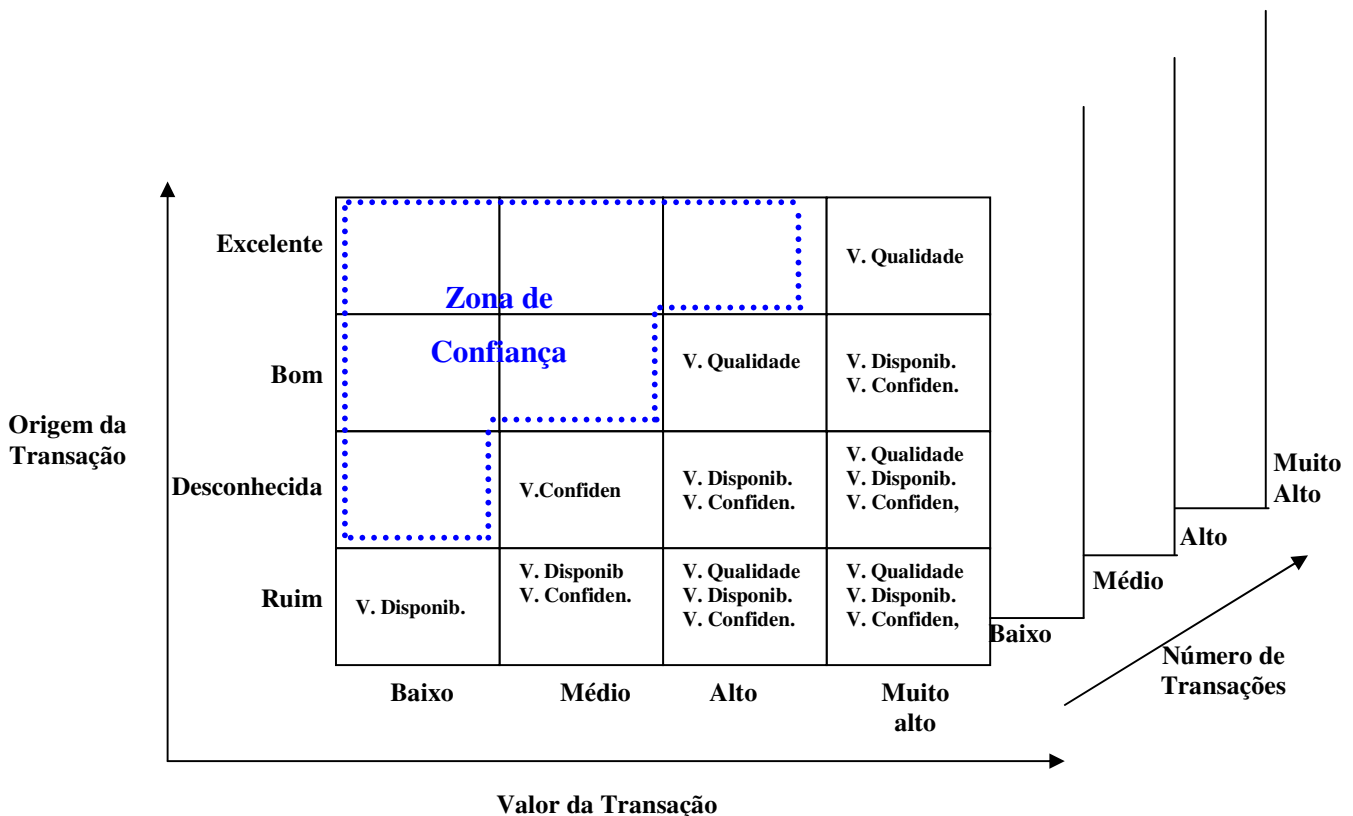 Excelente
V. Qualidade
Zona de
Confiança
Bom
V. Qualidade
V. Disponib.
V. Confiden.
Origem da
Transação
Desconhecida
V.Confiden
V. Disponib.
V. Confiden.
V. Qualidade
V. Disponib.
V. Confiden,
Muito
Alto
Alto
Médio
Ruim
V. Disponib.
V. Disponib
V. Confiden.
V. Qualidade
V. Disponib.
V. Confiden.
V. Qualidade
V. Disponib.
V. Confiden,
Baixo
Número de
Transações
Baixo
Médio
Alto
Muito
alto
Valor da Transação